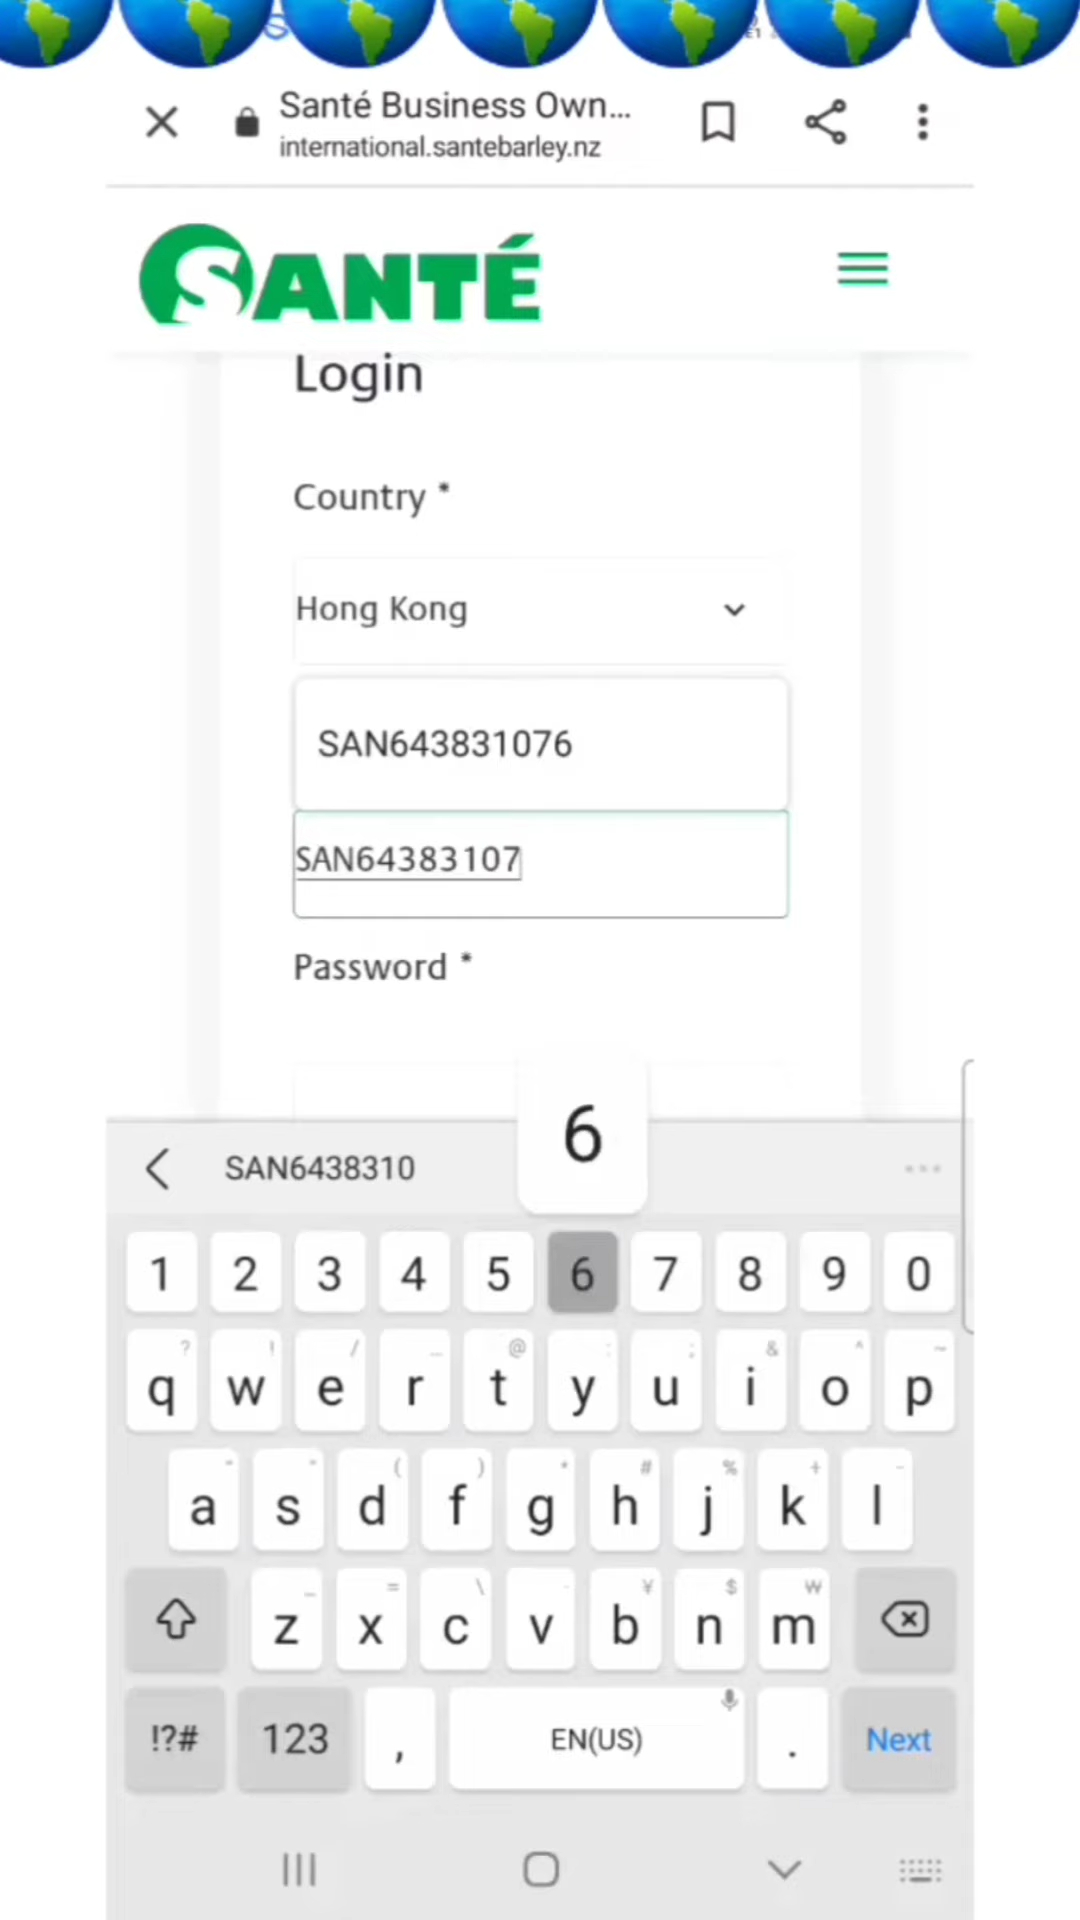 Santé Business Own...
international.santebarley.nz
SANTÉ
Login
Country *
Hong Kong
SAN643831076
SAN64383107
Password *
6
SAN6438310
1 2 3 4 5 6 7 8 9 0
q w e r t y u i o p
a s d f g h j k l
z x c v b n m
!?# 123 , EN(US) . Next